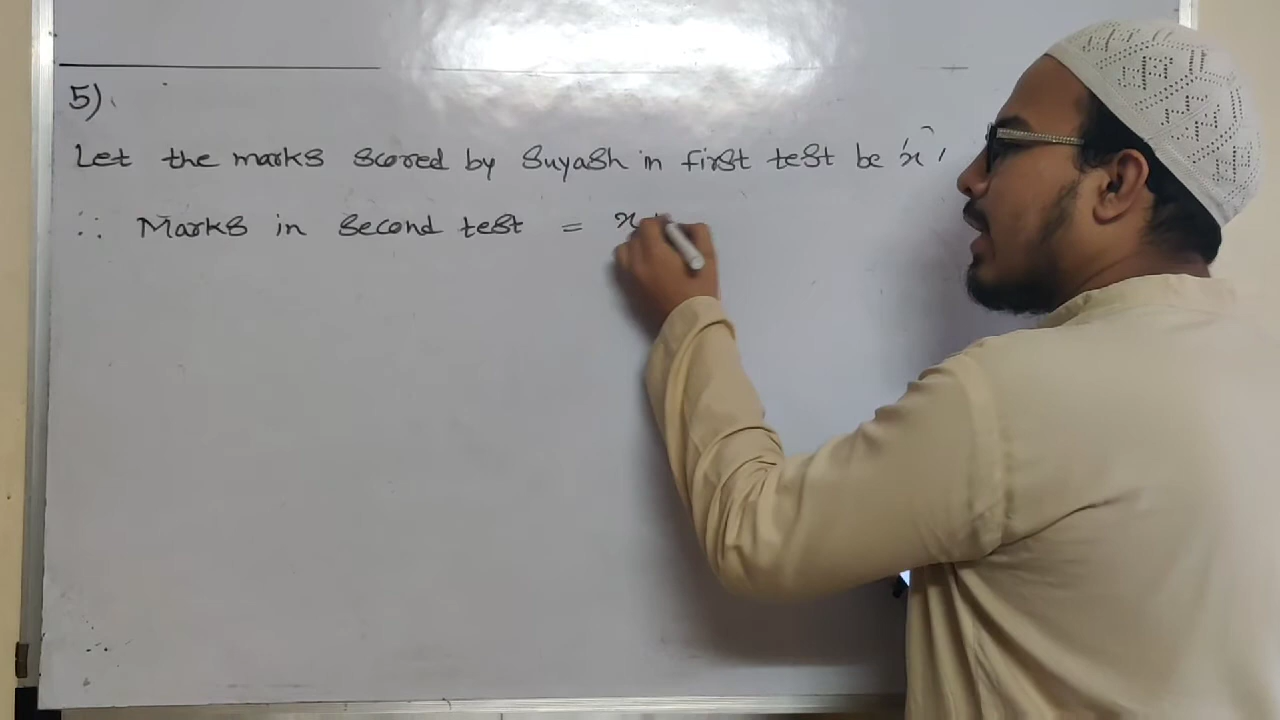 5)
Let the marks scored by Suyash in first test be 'x'
∴ Marks in second test = x +